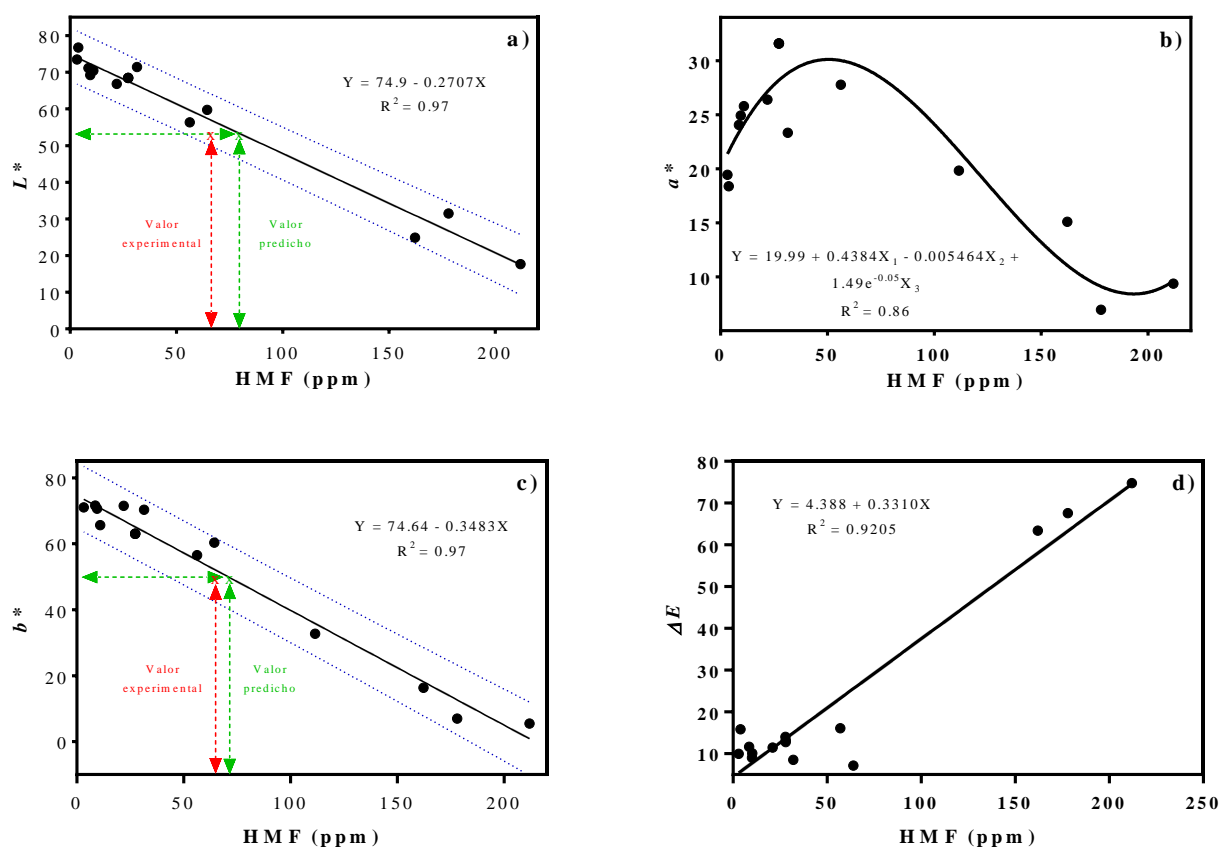 a)
80
70
60
50
40
30
20
10
0
L*
Y = 74.9 - 0.2707X
R2 = 0.97
x x
Valor
experimental
Valor
predicho
0 50 100 150 200
HMF (ppm)
b)
30
20
10
a*
Y = 19.99 + 0.4384X1 - 0.005464X2 +
1.49e-0.05X3
R2 = 0.86
0 50 100 150 200
HMF (ppm)
c)
80
60
40
20
0
b*
Y = 74.64 - 0.3483X
R2 = 0.97
x x
Valor
experimental
Valor
predicho
0 50 100 150 200
HMF (ppm)
d)
80
70
60
50
40
30
20
10
ΔE
Y = 4.388 + 0.3310X
R2 = 0.9205
0 50 100 150 200 250
HMF (ppm)